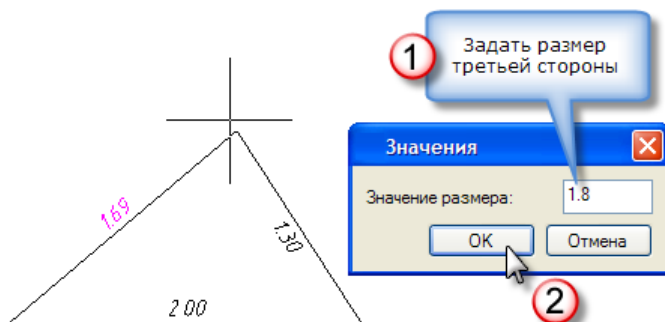 1
Задать размер
третьей стороны
Значения
Значение размера:
1.8
OK
Отмена
2
1.69
1.30
2.00